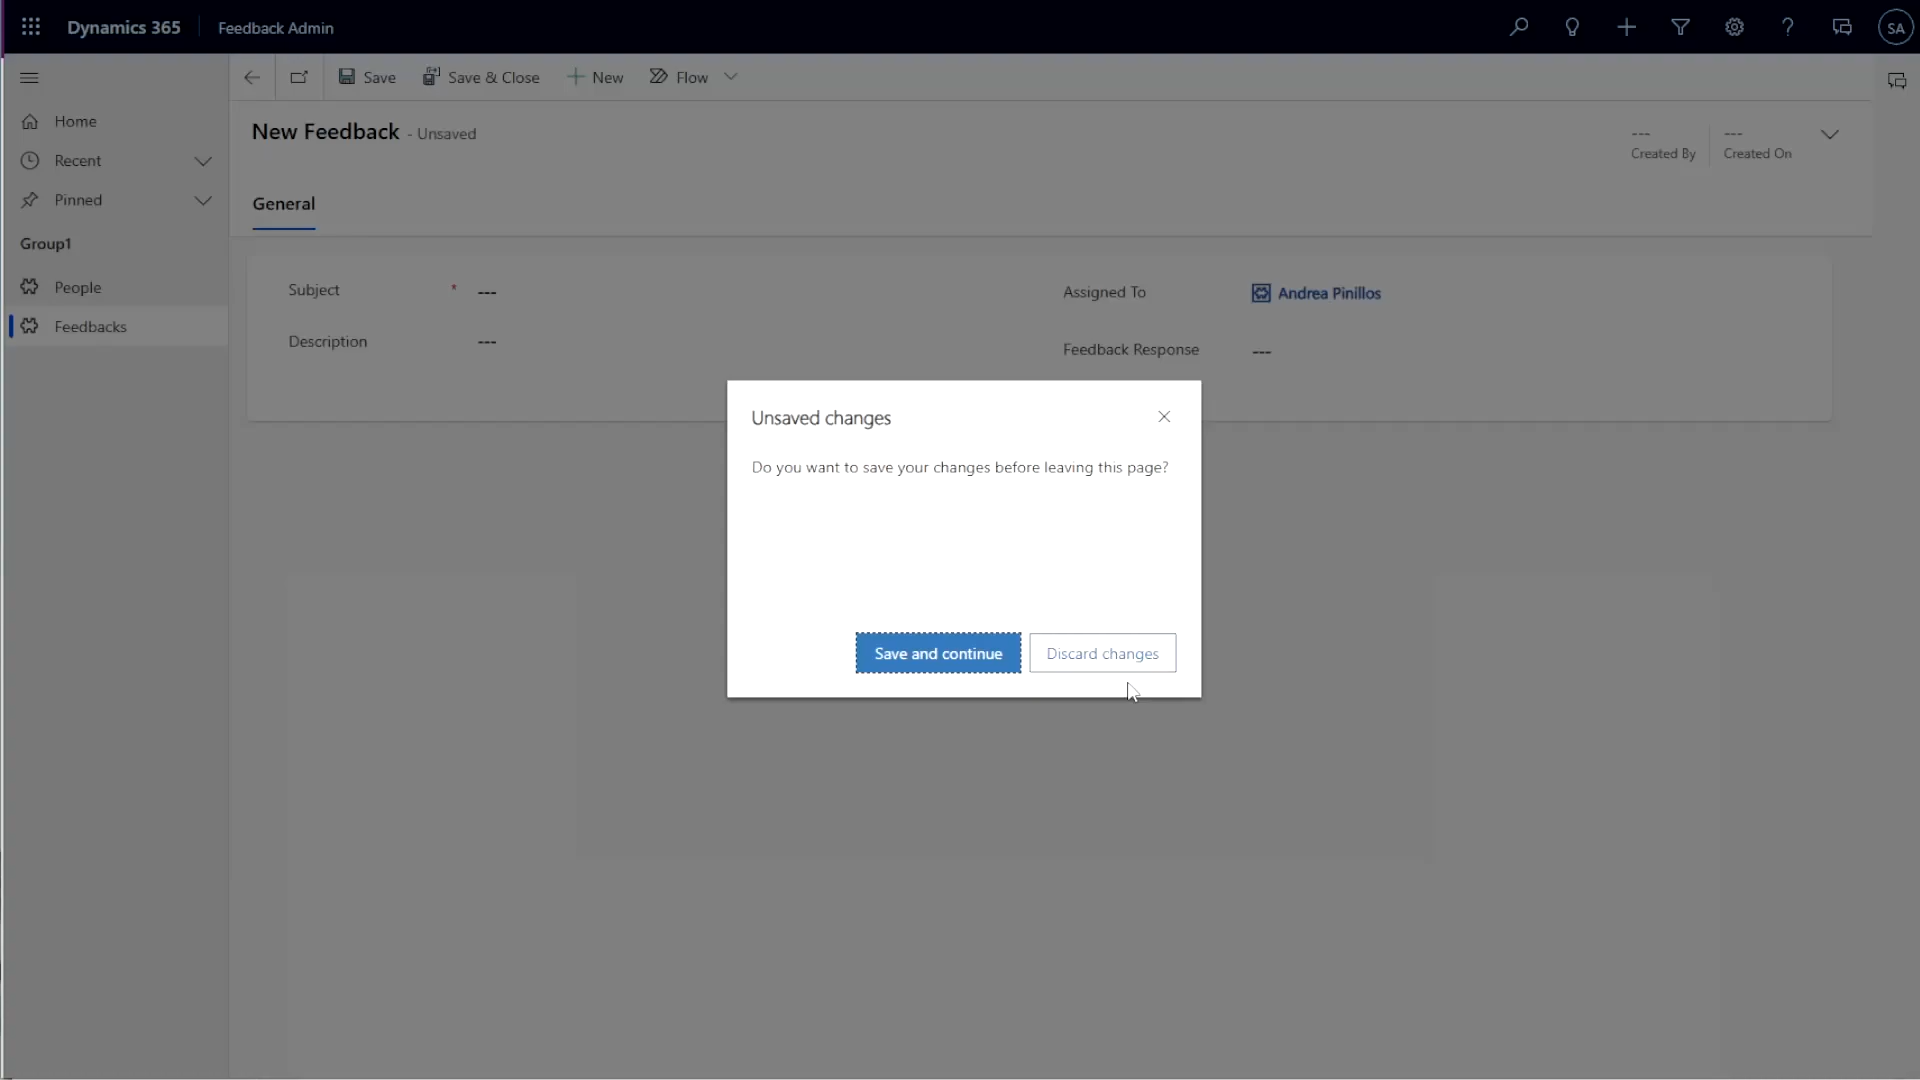 Dynamics 365 Feedback Admin SA
Save Save & Close New Flow
Home
Recent
Pinned
Group1
People
Feedbacks
New Feedback - Unsaved
--- ---
Created By Created On
General
Subject * --- Assigned To Andrea Pinillos
Description --- Feedback Response ---
Unsaved changes
Do you want to save your changes before leaving this page?
Save and continue Discard changes